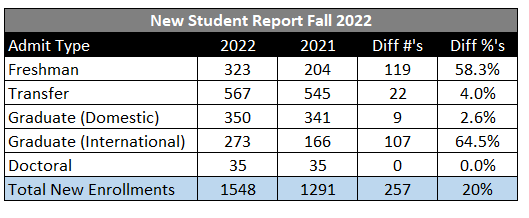 New Student Report Fall 2022
Admit Type 2022 2021 Diff #'s Diff %'s
Freshman 323 204 119 58.3%
Transfer 567 545 22 4.0%
Graduate (Domestic) 350 341 9 2.6%
Graduate (International) 273 166 107 64.5%
Doctoral 35 35 0 0.0%
Total New Enrollments 1548 1291 257 20%